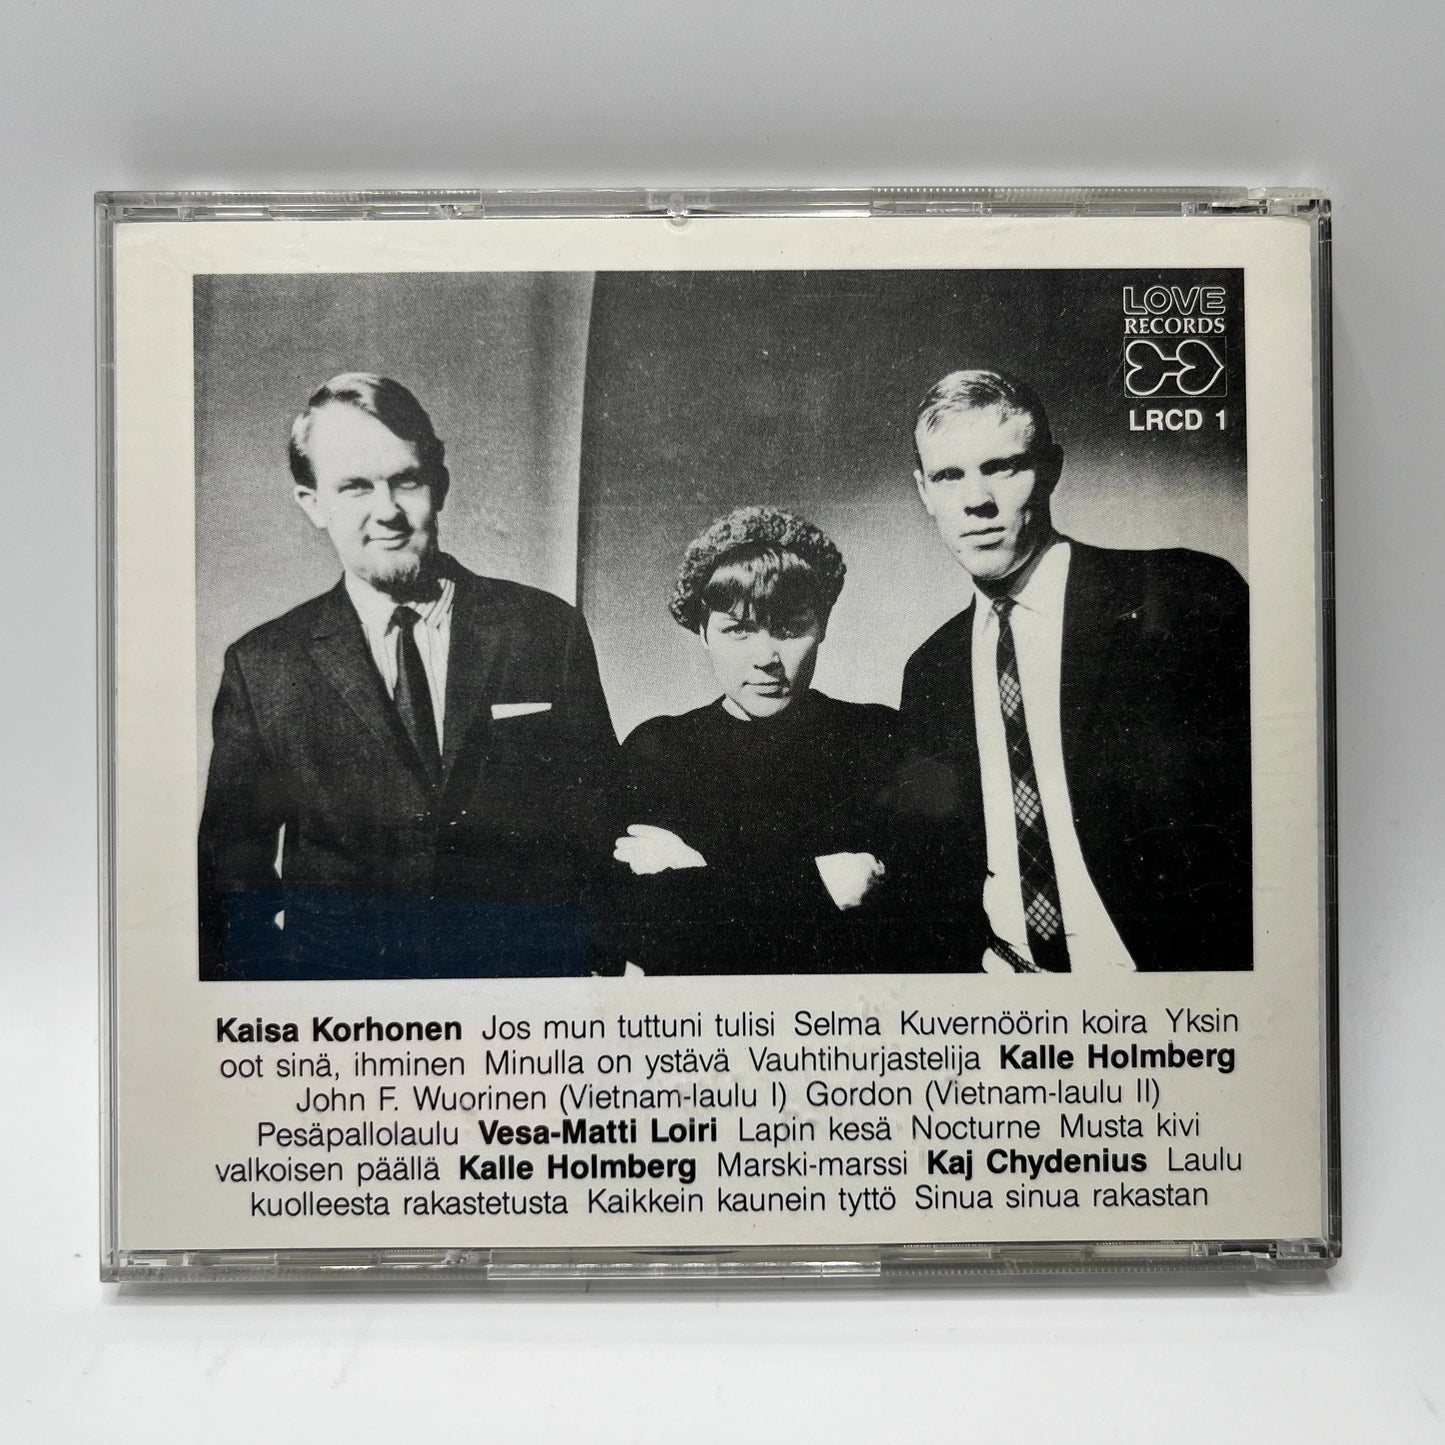 LOVE
RECORDS
LRCD 1
Kaisa Korhonen Jos mun tuttuni tulisi Selma Kuvernöörin koira Yksin
oot sinä, ihminen Minulla on ystävä Vauhtihurjastelija Kalle Holmberg
John F. Wuorinen (Vietnam-laulu I) Gordon (Vietnam-laulu II)
Pesäpallolaulu Vesa-Matti Loiri Lapin kesä Nocturne Musta kivi
valkoisen päällä Kalle Holmberg Marski-marssi Kaj Chydenius Laulu
kuolleesta rakastetusta Kaikkein kaunein tyttö Sinua sinua rakastan